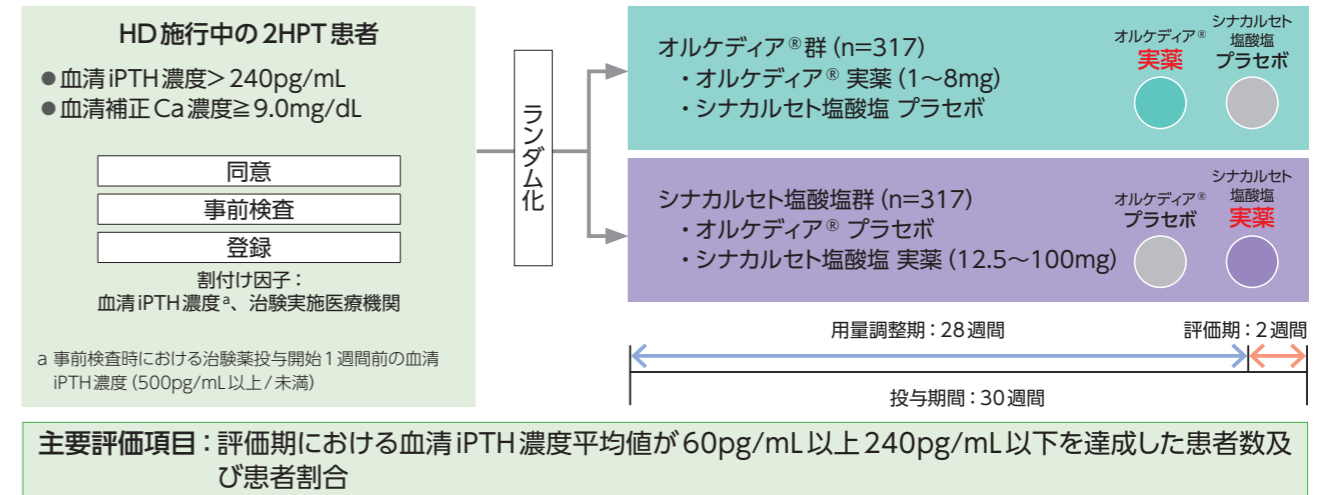 HD施行中の2HPT患者
●血清iPTH濃度＞240pg/mL
●血清補正Ca濃度≧9.0mg/dL
同意
事前検査
登録
割付け因子：
血清iPTH濃度a、治験実施医療機関
a 事前検査時における治験薬投与開始1週間前の血清
iPTH濃度（500pg/mL以上/未満）
ランダム化
オルケディア®群（n=317）
・オルケディア® 実薬（1～8mg）
・シナカルセト塩酸塩 プラセボ
オルケディア®
実薬
シナカルセト
塩酸塩
プラセボ
シナカルセト塩酸塩群（n=317）
・オルケディア® プラセボ
・シナカルセト塩酸塩 実薬（12.5～100mg）
オルケディア®
プラセボ
シナカルセト
塩酸塩
実薬
用量調整期：28週間
評価期：2週間
投与期間：30週間
主要評価項目：評価期における血清iPTH濃度平均値が60pg/mL以上240pg/mL以下を達成した患者数及
び患者割合